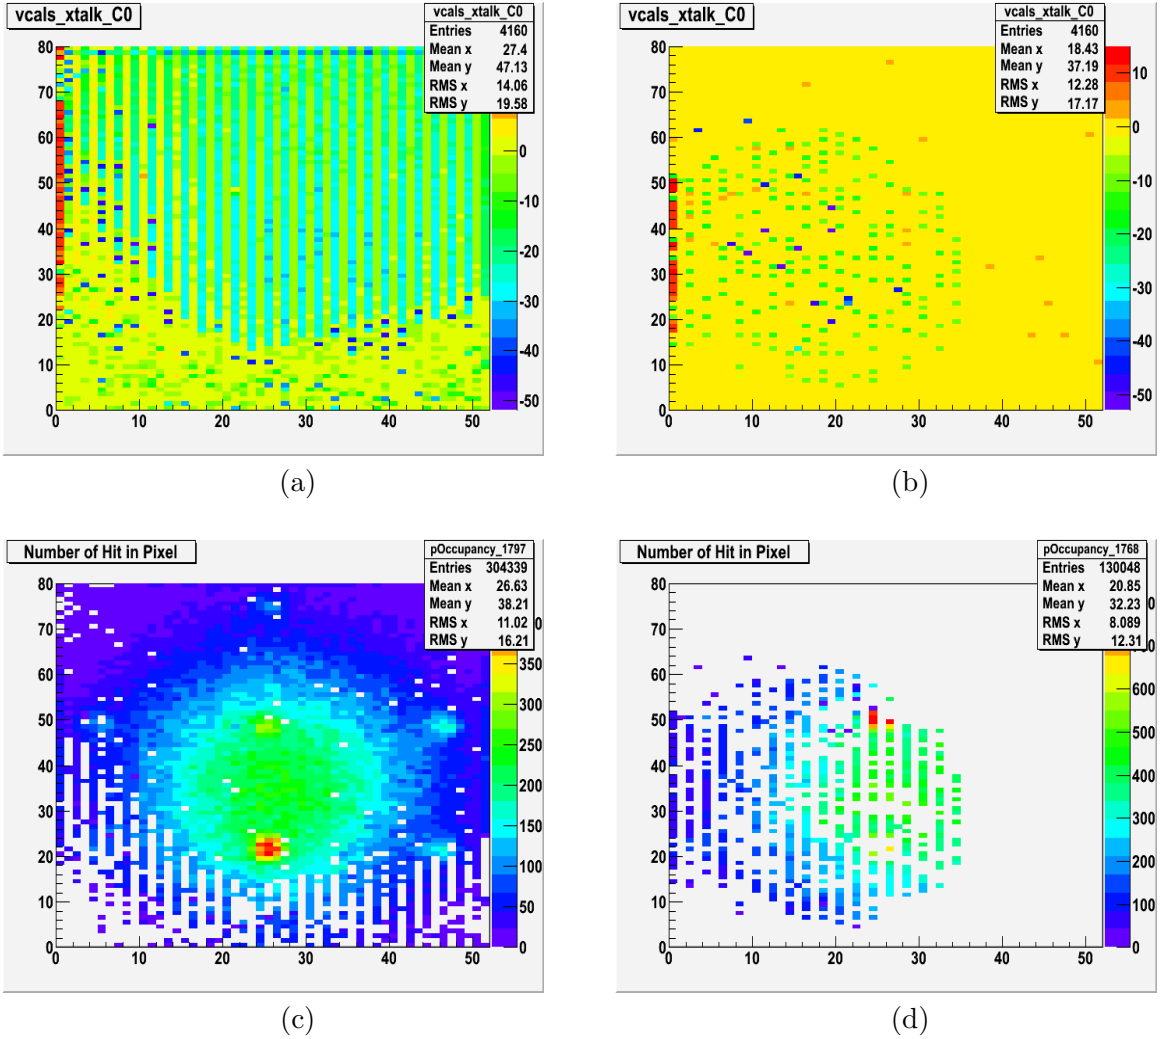 vcals_xtalk_C0
vcals_xtalk_C0
Entries 4160
Mean x 27.4
Mean y 47.13
RMS x 14.06
RMS y 19.58
80
70
60
50
40
30
20
10
0
0 10 20 30 40 50
0
-10
-20
-30
-40
-50
(a)
vcals_xtalk_C0
vcals_xtalk_C0
Entries 4160
Mean x 18.43
Mean y 37.19
RMS x 12.28
RMS y 17.17
80
70
60
50
40
30
20
10
0
0 10 20 30 40 50
10
0
-10
-20
-30
-40
-50
(b)
Number of Hit in Pixel
pOccupancy_1797
Entries 304339
Mean x 26.63
Mean y 38.21
RMS x 11.02
RMS y 16.21
80
70
60
50
40
30
20
10
0
0 10 20 30 40 50
0
350
300
250
200
150
100
50
0
(c)
Number of Hit in Pixel
pOccupancy_1768
Entries 130048
Mean x 20.85
Mean y 32.23
RMS x 8.089
RMS y 12.31
80
70
60
50
40
30
20
10
0
0 10 20 30 40 50
0
600
500
400
300
200
100
0
(d)